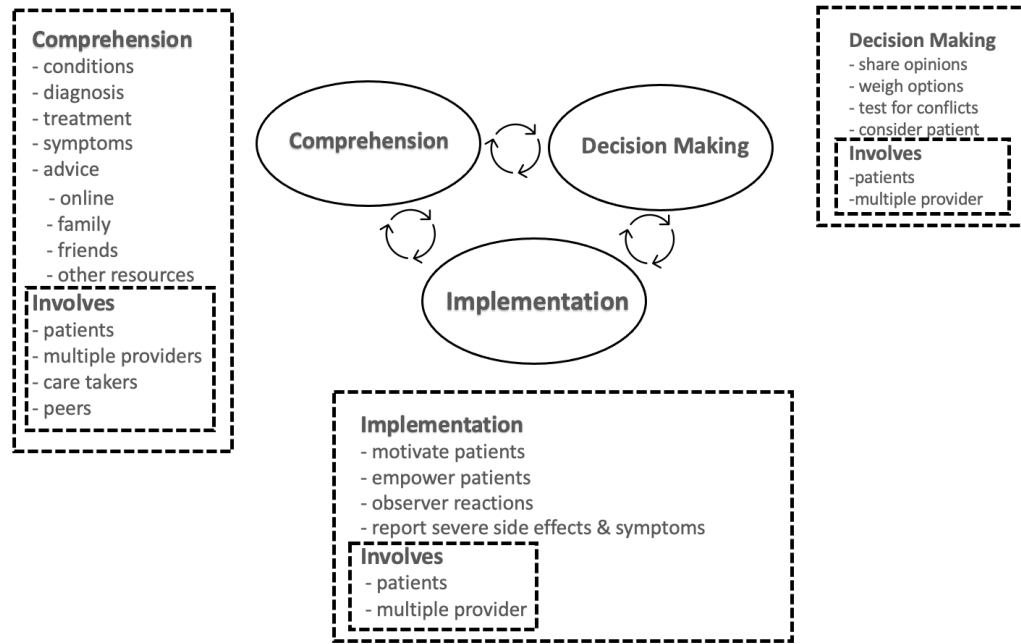 Comprehension
- conditions
- diagnosis
- treatment
- symptoms
- advice
- online
- family
- friends
- other resources
Involves
- patients
- multiple providers
- care takers
- peers
Comprehension
Decision Making
Implementation
Decision Making
- share opinions
- weigh options
- test for conflicts
- consider patient
Involves
-patients
-multiple provider
Implementation
- motivate patients
- empower patients
- observer reactions
- report severe side effects & symptoms
Involves
- patients
- multiple provider